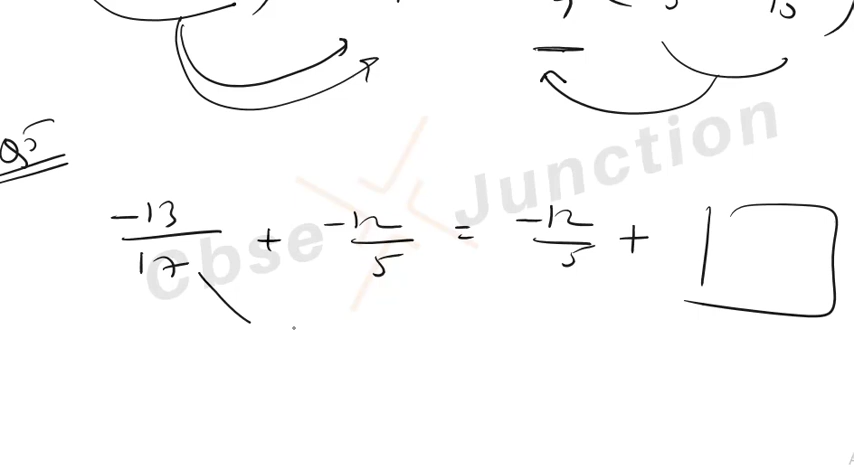 Q5
-13/17 + -12/5 = -12/5 +
Cbse Junction